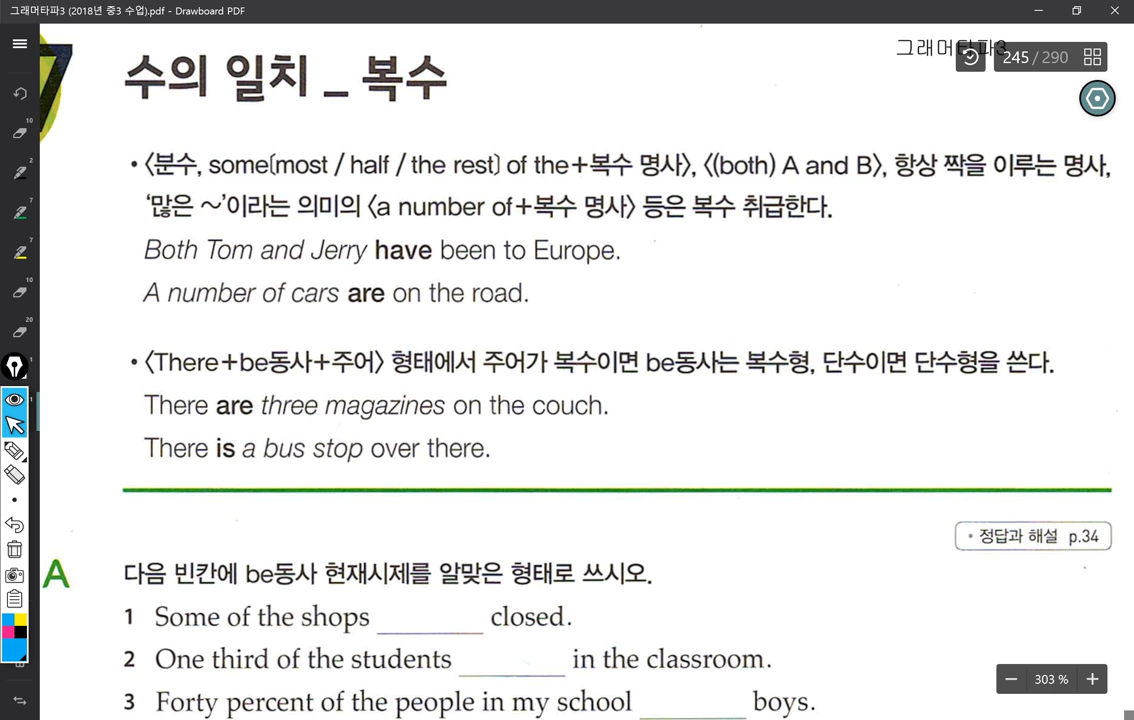 그래머타파3 (2018년 중3 수업).pdf - Drawboard PDF
그래머타파3
245 / 290
수의 일치 _ 복수
• 〈분수, some[most / half / the rest] of the+복수 명사〉, 〈(both) A and B〉, 항상 짝을 이루는 명사,
‘많은 ～’이라는 의미의 〈a number of+복수 명사〉 등은 복수 취급한다.
Both Tom and Jerry have been to Europe.
A number of cars are on the road.
• 〈There+be동사+주어〉 형태에서 주어가 복수이면 be동사는 복수형, 단수이면 단수형을 쓴다.
There are three magazines on the couch.
There is a bus stop over there.
• 정답과 해설 p.34
A 다음 빈칸에 be동사 현재시제를 알맞은 형태로 쓰시오.
1 Some of the shops ________ closed.
2 One third of the students ________ in the classroom.
3 Forty percent of the people in my school ________ boys.
303 %
10
2
7
7
10
20
1
1